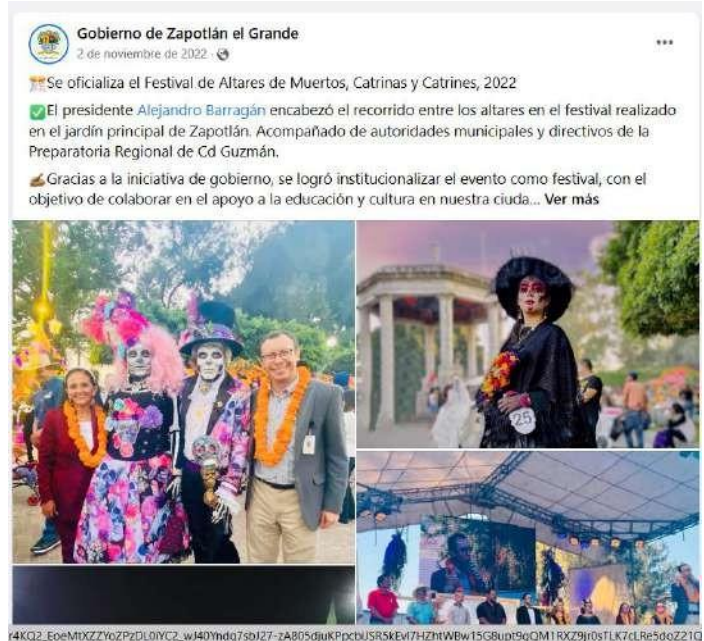 Gobierno de Zapotlán el Grande
2 de noviembre de 2022 ·
Se oficializa el Festival de Altares de Muertos, Catrinas y Catrines, 2022
El presidente Alejandro Barragán encabezó el recorrido entre los altares en el festival realizado
en el jardín principal de Zapotlán. Acompañado de autoridades municipales y directivos de la
Preparatoria Regional de Cd Guzmán.
Gracias a la iniciativa de gobierno, se logró institucionalizar el evento como festival, con el
objetivo de colaborar en el apoyo a la educación y cultura en nuestra ciuda... Ver más
25